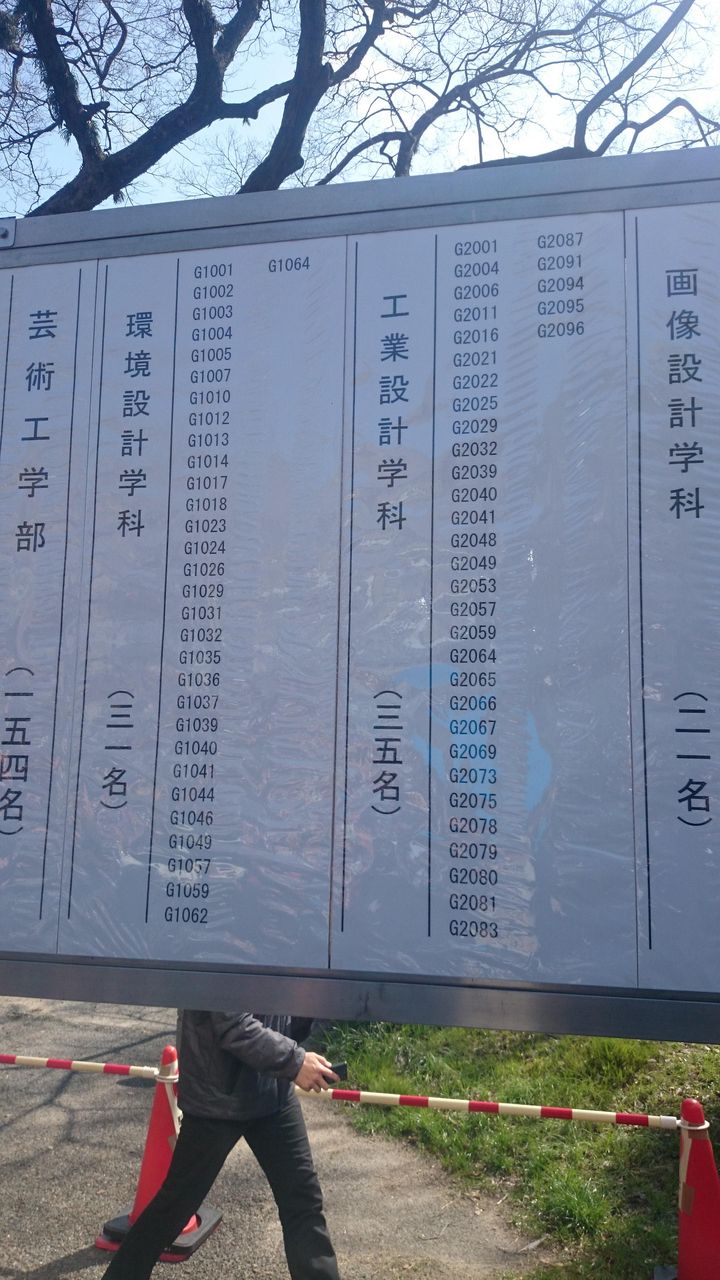 芸術工学部 （一五四名）
環境設計学科 （三一名）
G1001
G1002
G1003
G1004
G1005
G1007
G1010
G1012
G1013
G1014
G1017
G1018
G1023
G1024
G1026
G1029
G1031
G1032
G1035
G1036
G1037
G1039
G1040
G1041
G1044
G1046
G1049
G1057
G1059
G1062
G1064
工業設計学科 （三五名）
G2001
G2004
G2006
G2011
G2016
G2021
G2022
G2025
G2029
G2032
G2039
G2040
G2041
G2048
G2049
G2053
G2057
G2059
G2064
G2065
G2066
G2067
G2069
G2073
G2075
G2078
G2079
G2080
G2081
G2083
G2087
G2091
G2094
G2095
G2096
画像設計学科 （二一名）